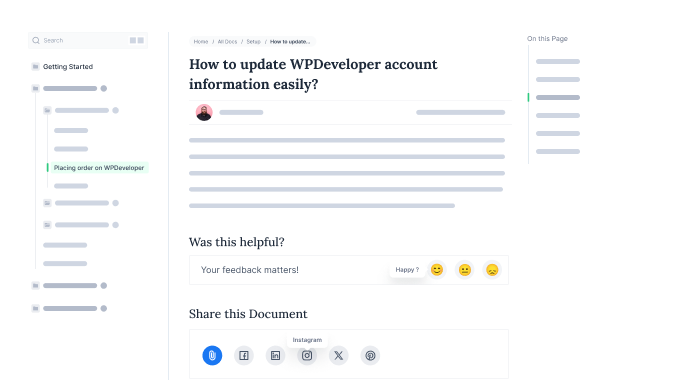 Search
Getting Started
Placing order on WPDeveloper
Home / All Docs / Setup / How to update...
How to update WPDeveloper account
information easily?
Was this helpful?
Your feedback matters!
Happy ?
Share this Document
Instagram
On this Page